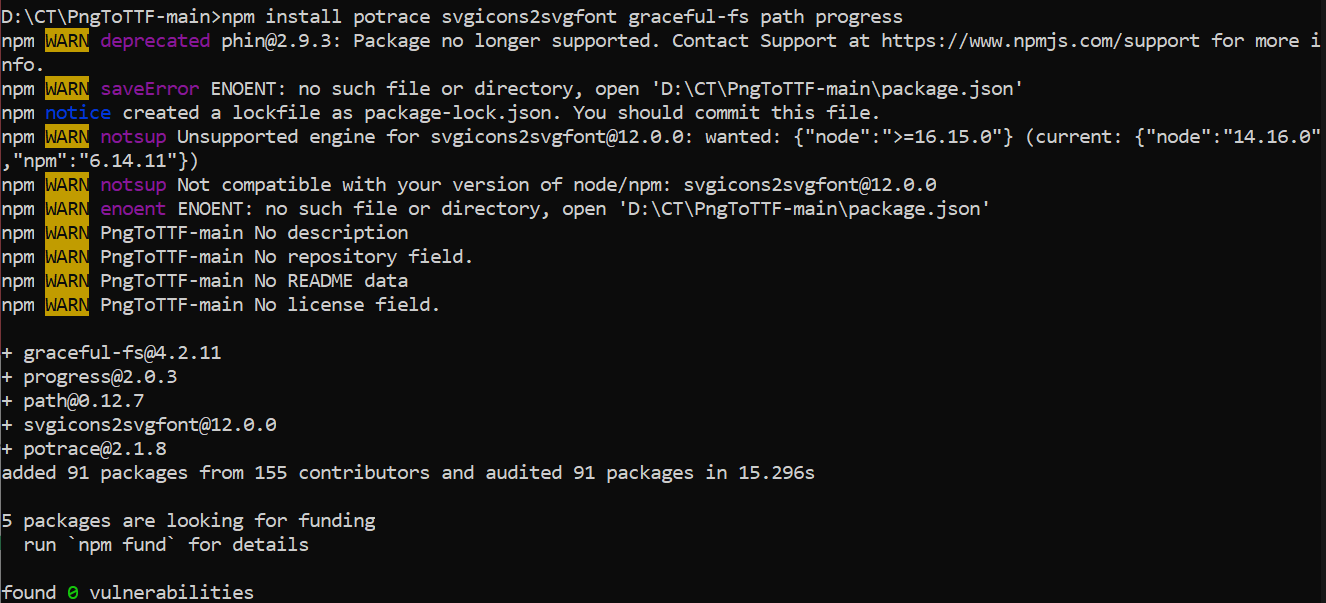 D:\CT\PngToTTF-main>npm install potrace svgicons2svgfont graceful-fs path progress
npm WARN deprecated phin@2.9.3: Package no longer supported. Contact Support at https://www.npmjs.com/support for more i
nfo.
npm WARN saveError ENOENT: no such file or directory, open 'D:\CT\PngToTTF-main\package.json'
npm notice created a lockfile as package-lock.json. You should commit this file.
npm WARN notsup Unsupported engine for svgicons2svgfont@12.0.0: wanted: {"node":">=16.15.0"} (current: {"node":"14.16.0"
,"npm":"6.14.11"})
npm WARN notsup Not compatible with your version of node/npm: svgicons2svgfont@12.0.0
npm WARN enoent ENOENT: no such file or directory, open 'D:\CT\PngToTTF-main\package.json'
npm WARN PngToTTF-main No description
npm WARN PngToTTF-main No repository field.
npm WARN PngToTTF-main No README data
npm WARN PngToTTF-main No license field.

+ graceful-fs@4.2.11
+ progress@2.0.3
+ path@0.12.7
+ svgicons2svgfont@12.0.0
+ potrace@2.1.8
added 91 packages from 155 contributors and audited 91 packages in 15.296s

5 packages are looking for funding
  run `npm fund` for details

found 0 vulnerabilities